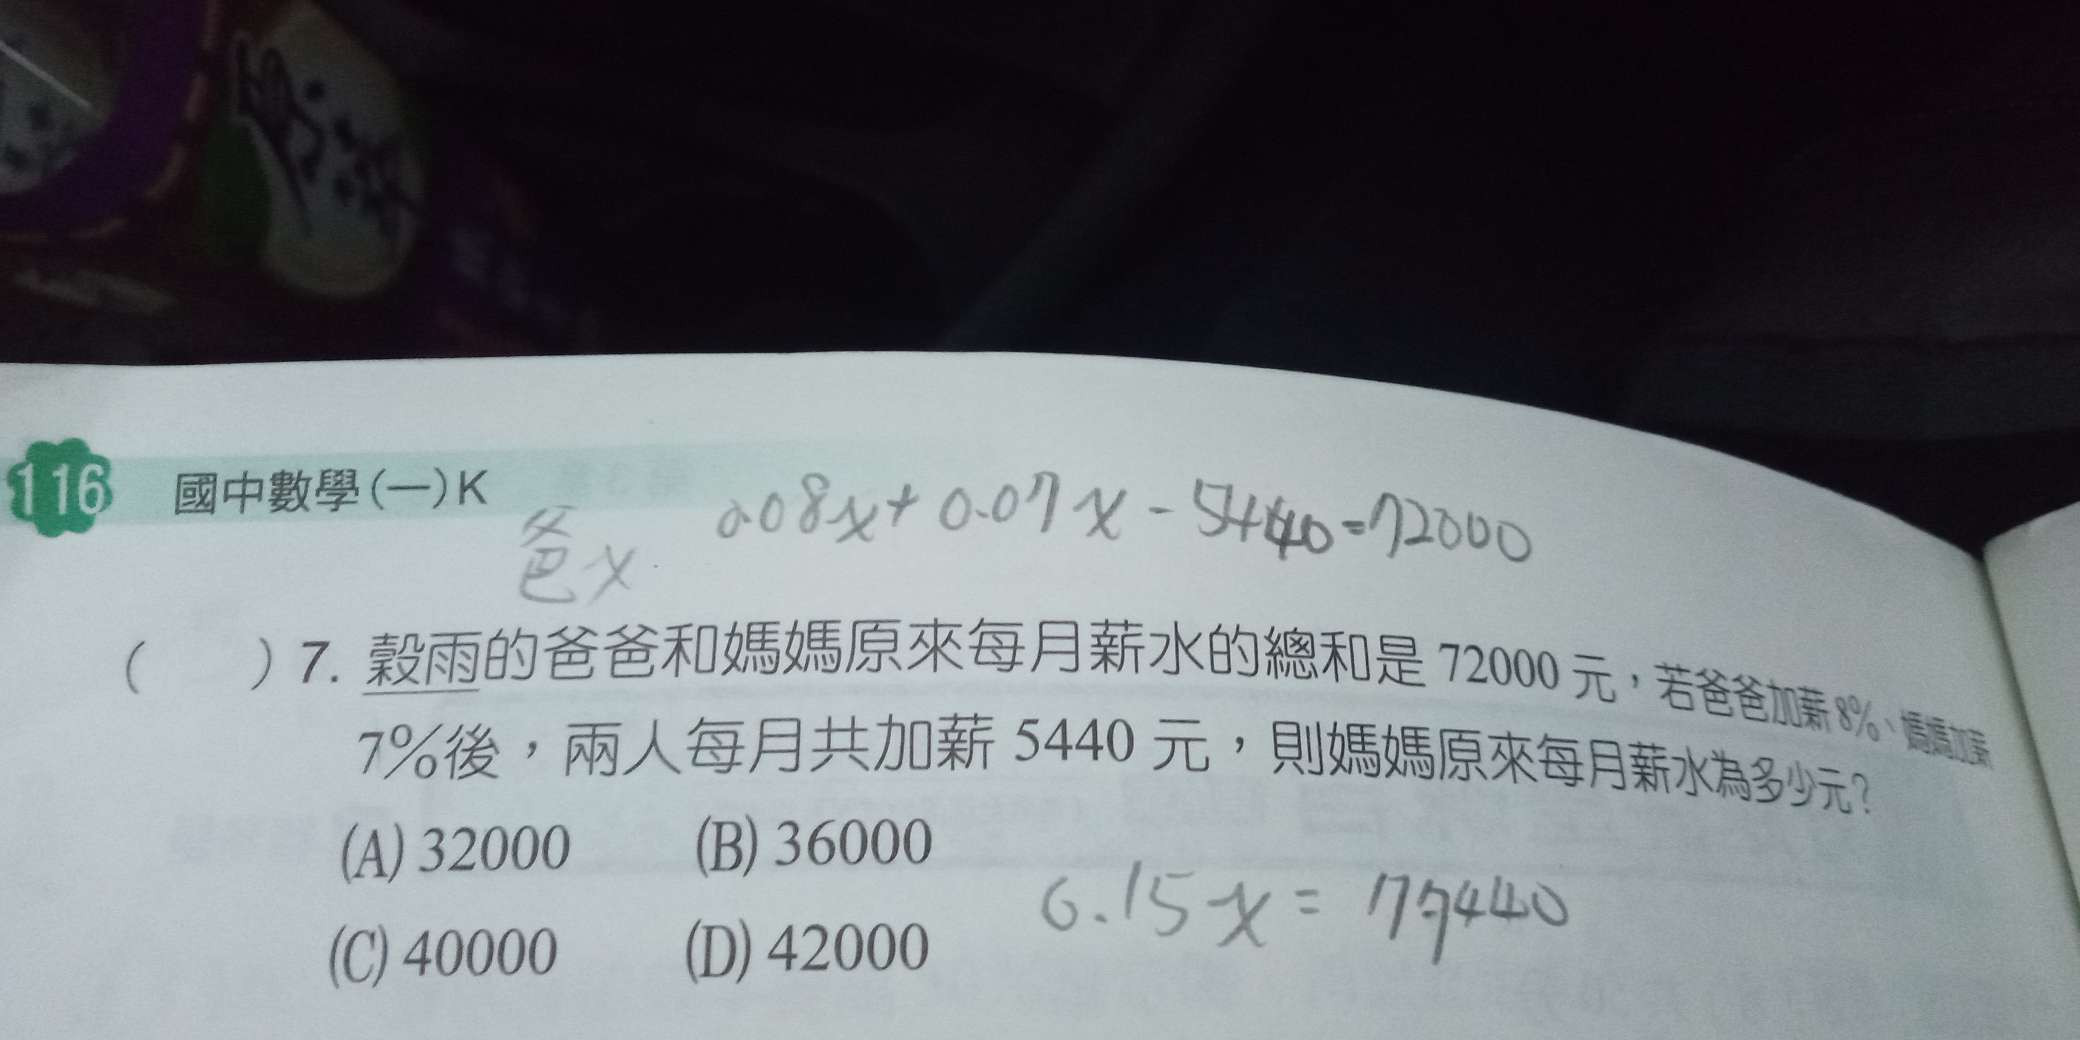 116 國中數學(一)K
爸x 0.08x+0.07x-5440=72000
( ) 7. 穀雨的爸爸和媽媽原來每月薪水的總和是 72000 元，若爸爸加薪 8%、媽媽加薪
7%後，兩人每月共加薪 5440 元，則媽媽原來每月薪水為多少元？
(A) 32000 (B) 36000
0.15x = 77440
(C) 40000 (D) 42000